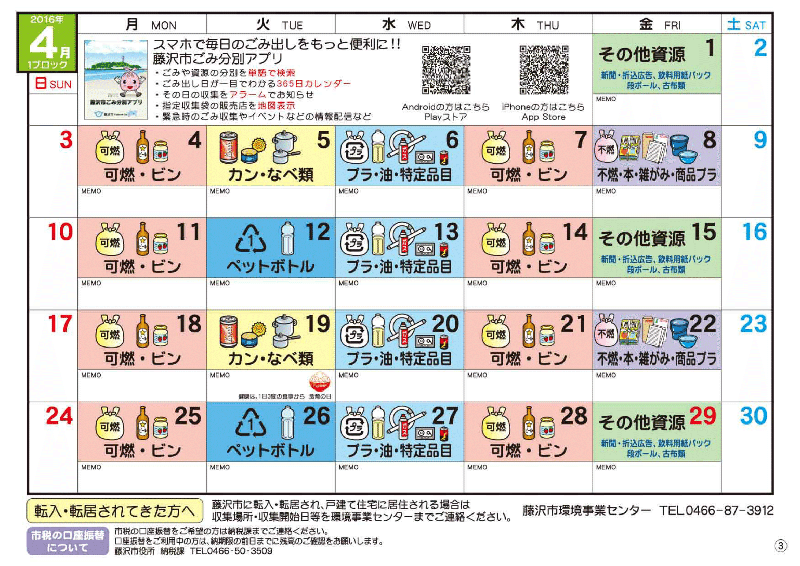 2016年
4月
1ブロック
日 SUN
月 MON
火 TUE
水 WED
木 THU
金 FRI
土 SAT
藤沢市ごみ分別アプリ
スマホで毎日のごみ出しをもっと便利に!!
藤沢市ごみ分別アプリ
・ごみや資源の分別を単語で検索
・ごみ出し日が一目でわかる365日カレンダー
・その日の収集をアラームでお知らせ
・指定収集袋の販売店を地図表示
・緊急時のごみ収集やイベントなどの情報配信など
Androidの方はこちら
Playストア
iPhoneの方はこちら
App Store
その他資源 1
新聞・折込広告、飲料用紙パック
段ボール、古布類
MEMO
2
3
可燃 4
可燃・ビン
MEMO
5
カン・なべ類
MEMO
プラ 6
プラ・油・特定品目
MEMO
可燃 7
可燃・ビン
MEMO
不燃 8
不燃・本・雑がみ・商品プラ
MEMO
9
10
可燃 11
可燃・ビン
MEMO
1 12
ペットボトル
MEMO
プラ 13
プラ・油・特定品目
MEMO
可燃 14
可燃・ビン
MEMO
その他資源 15
新聞・折込広告、飲料用紙パック
段ボール、古布類
MEMO
16
17
可燃 18
可燃・ビン
MEMO
19
カン・なべ類
MEMO
健康は、1日3度の食事から 食育の日
プラ 20
プラ・油・特定品目
MEMO
可燃 21
可燃・ビン
MEMO
不燃 22
不燃・本・雑がみ・商品プラ
MEMO
23
24
可燃 25
可燃・ビン
MEMO
1 26
ペットボトル
MEMO
プラ 27
プラ・油・特定品目
MEMO
可燃 28
可燃・ビン
MEMO
その他資源 29
新聞・折込広告、飲料用紙パック
段ボール、古布類
MEMO
30
転入・転居されてきた方へ
藤沢市に転入・転居され、戸建て住宅に居住される場合は
収集場所・収集開始日等を環境事業センターまでご連絡ください。
藤沢市環境事業センター TEL0466-87-3912
市税の口座振替
について
市税の口座振替をご希望の方は納税課までご連絡ください。
口座振替をご利用中の方は、納期限の前日までに残高のご確認をお願いします。
藤沢市役所 納税課 TEL0466-50-3509
3